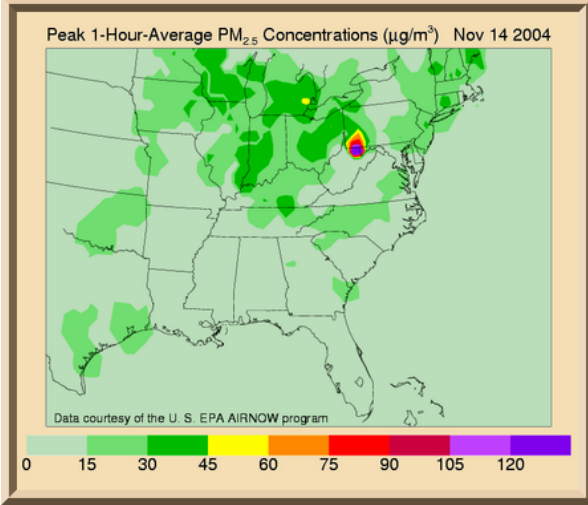 Peak 1-Hour-Average PM2.5 Concentrations (μg/m³) Nov 14 2004
Data courtesy of the U. S. EPA AIRNOW program
0 15 30 45 60 75 90 105 120